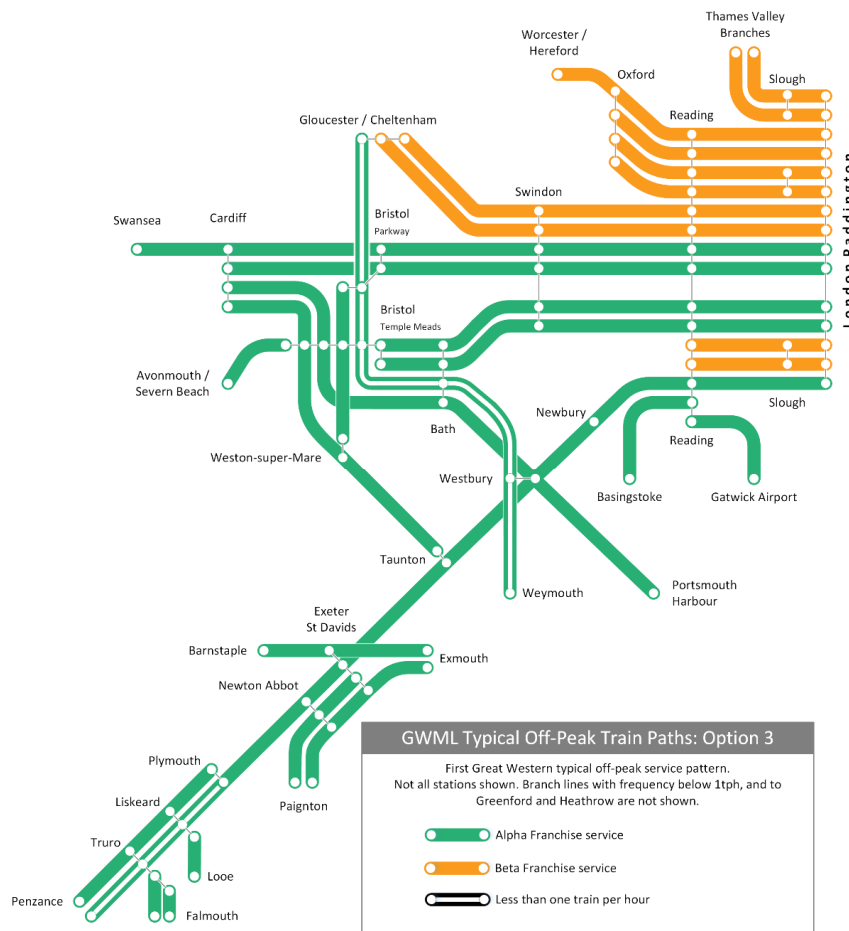 Thames Valley
Branches
Worcester /
Hereford
Oxford
Slough
Reading
Gloucester / Cheltenham
London Paddington
Swindon
Swansea
Cardiff
Bristol
Parkway
Bristol
Temple Meads
Avonmouth /
Severn Beach
Bath
Newbury
Slough
Reading
Weston-super-Mare
Westbury
Basingstoke
Gatwick Airport
Taunton
Weymouth
Portsmouth
Harbour
Exeter
St Davids
Barnstaple
Exmouth
Newton Abbot
Plymouth
Paignton
Liskeard
Truro
Looe
Penzance
Falmouth
GWML Typical Off-Peak Train Paths: Option 3
First Great Western typical off-peak service pattern.
Not all stations shown. Branch lines with frequency below 1tph, and to
Greenford and Heathrow are not shown.
Alpha Franchise service
Beta Franchise service
Less than one train per hour